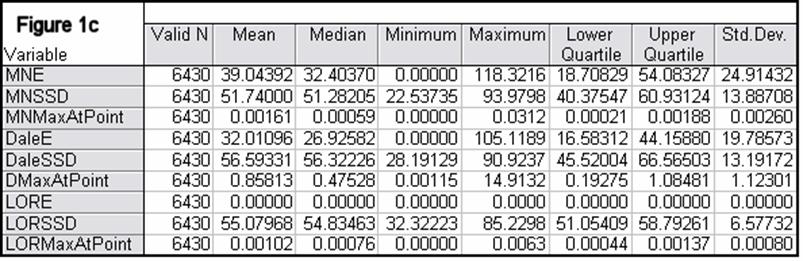 Figure 1c
Variable Valid N Mean Median Minimum Maximum Lower Quartile Upper Quartile Std.Dev.
MNE 6430 39.04392 32.40370 0.00000 118.3216 18.70829 54.08327 24.91432
MNSSD 6430 51.74000 51.28205 22.53735 93.9798 40.37547 60.93124 13.88708
MNMaxAtPoint 6430 0.00161 0.00059 0.00000 0.0312 0.00021 0.00188 0.00260
DaleE 6430 32.01096 26.92582 0.00000 105.1189 16.58312 44.15880 19.78573
DaleSSD 6430 56.59331 56.32226 28.19129 90.9237 45.52004 66.56503 13.19172
DMaxAtPoint 6430 0.85813 0.47528 0.00115 14.9132 0.19275 1.08481 1.12301
LORE 6430 0.00000 0.00000 0.00000 0.0000 0.00000 0.00000 0.00000
LORSSD 6430 55.07968 54.83463 32.32223 85.2298 51.05409 58.79261 6.57732
LORMaxAtPoint 6430 0.00102 0.00076 0.00000 0.0063 0.00044 0.00137 0.00080